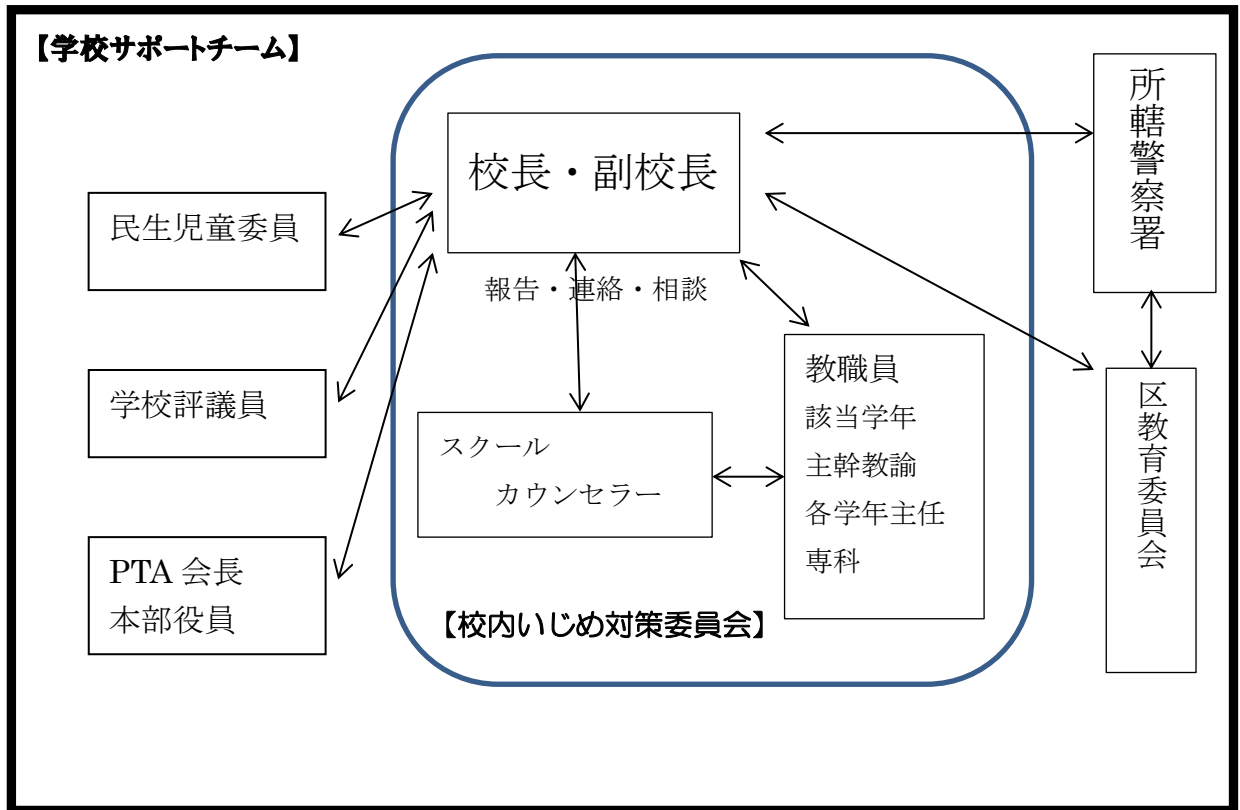 【学校サポートチーム】
所轄警察署
校長・副校長
民生児童委員
報告・連絡・相談
教職員
該当学年
主幹教諭
各学年主任
専科
学校評議員
区教育委員会
スクール
カウンセラー
PTA 会長
本部役員
【校内いじめ対策委員会】